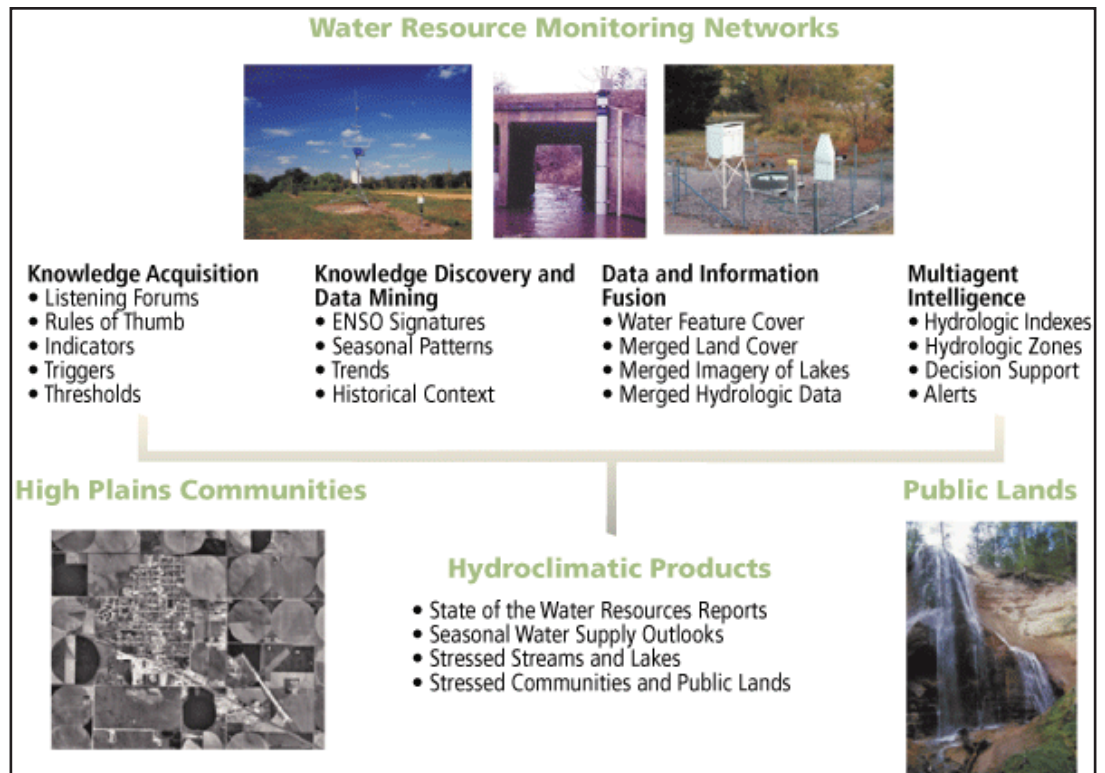 Water Resource Monitoring Networks
Knowledge Acquisition
• Listening Forums
• Rules of Thumb
• Indicators
• Triggers
• Thresholds
Knowledge Discovery and
Data Mining
• ENSO Signatures
• Seasonal Patterns
• Trends
• Historical Context
Data and Information
Fusion
• Water Feature Cover
• Merged Land Cover
• Merged Imagery of Lakes
• Merged Hydrologic Data
Multiagent
Intelligence
• Hydrologic Indexes
• Hydrologic Zones
• Decision Support
• Alerts
High Plains Communities
Public Lands
Hydroclimatic Products
• State of the Water Resources Reports
• Seasonal Water Supply Outlooks
• Stressed Streams and Lakes
• Stressed Communities and Public Lands